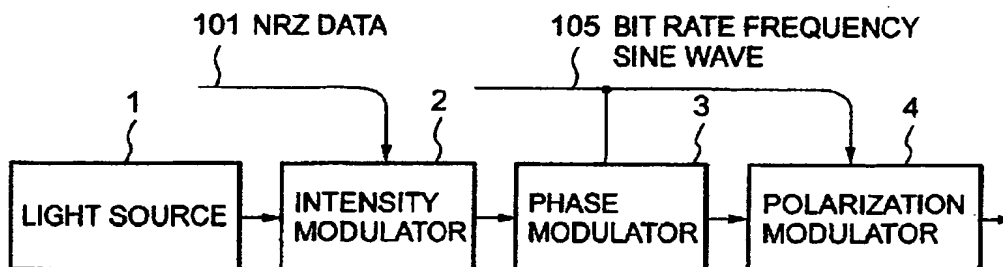 101 NRZ DATA
105 BIT RATE FREQUENCY
SINE WAVE
1
2
3
4
LIGHT SOURCE
INTENSITY
MODULATOR
PHASE
MODULATOR
POLARIZATION
MODULATOR